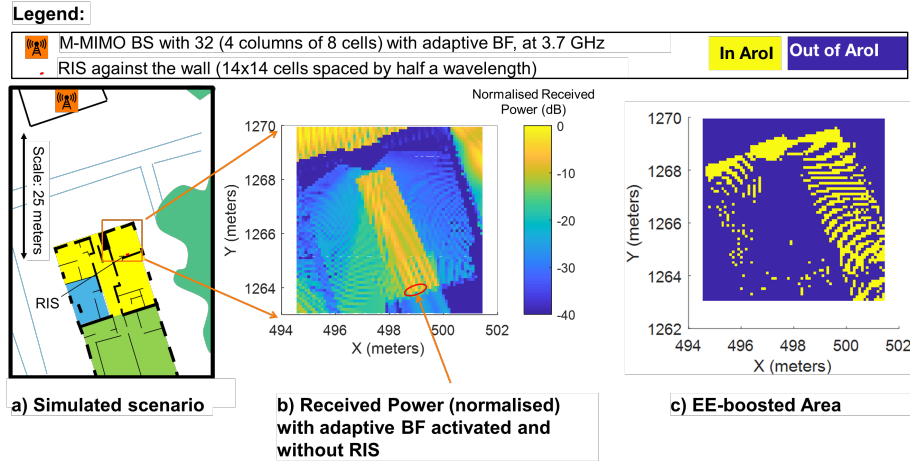 Legend:
M-MIMO BS with 32 (4 columns of 8 cells) with adaptive BF, at 3.7 GHz
RIS against the wall (14x14 cells spaced by half a wavelength)
In AroI
Out of AroI
Scale: 25 meters
RIS
a) Simulated scenario
Normalised Received
Power (dB)
1270
1268
1266
1264
Y (meters)
494
496
498
500
502
X (meters)
0
-10
-20
-30
-40
b) Received Power (normalised)
with adaptive BF activated and
without RIS
1270
1268
1266
1264
1262
Y (meters)
494
496
498
500
502
X (meters)
c) EE-boosted Area